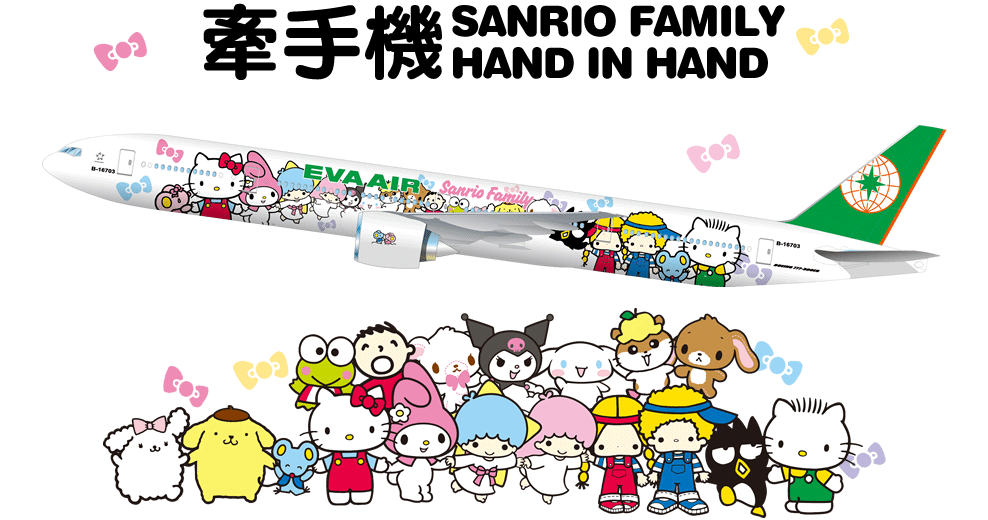 牽手機
SANRIO FAMILY
HAND IN HAND
B-16703
EVA AIR
Sanrio Family
B-16703